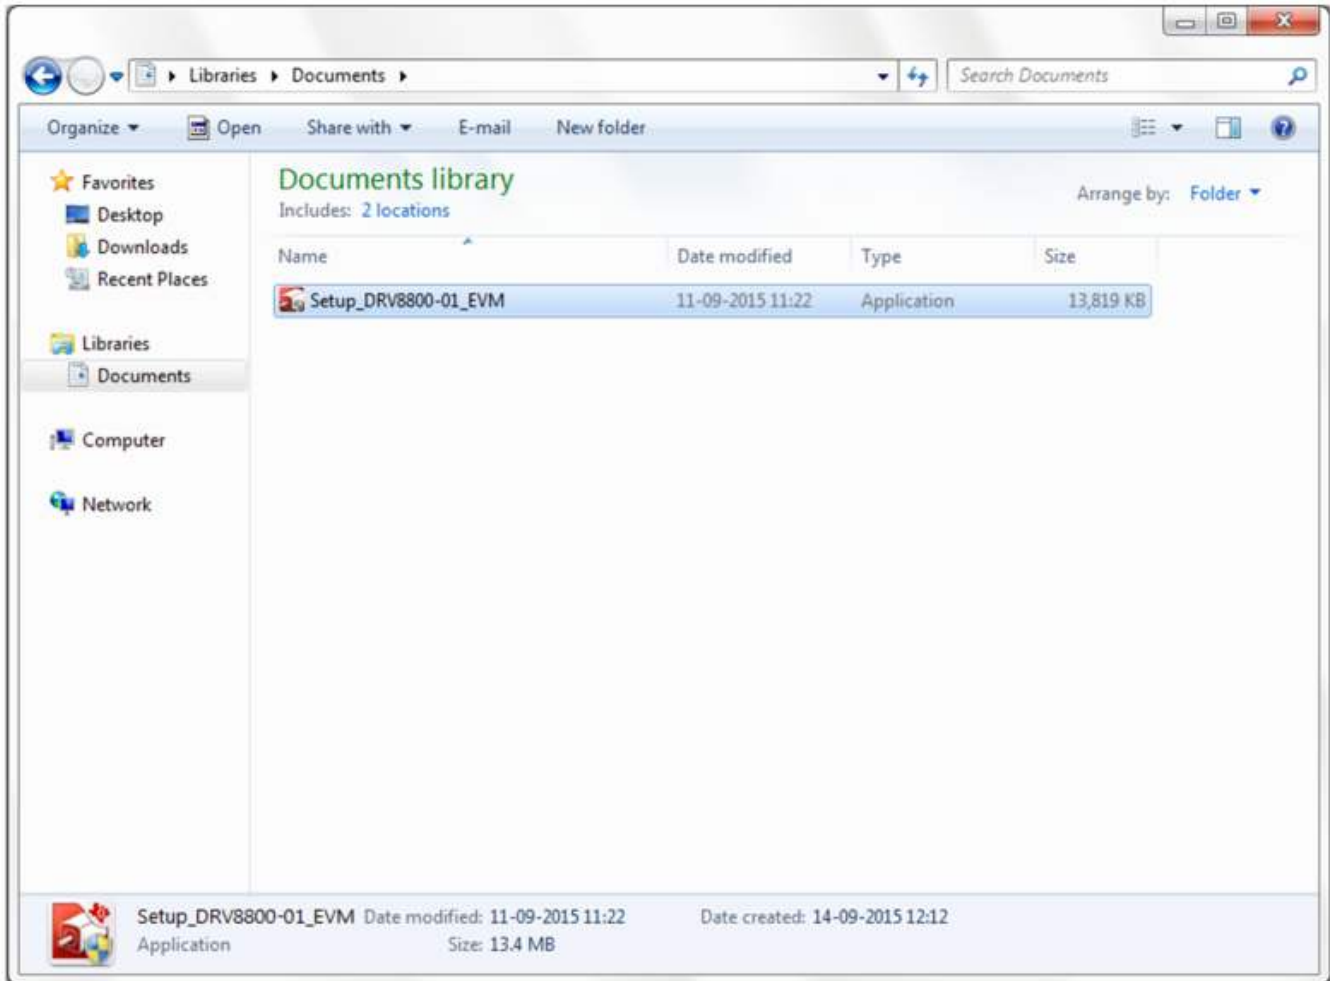 Libraries Documents
Search Documents
Organize Open Share with E-mail New folder
Favorites
Desktop
Downloads
Recent Places
Libraries
Documents
Computer
Network
Documents library
Includes: 2 locations
Arrange by: Folder
Name Date modified Type Size
Setup_DRV8800-01_EVM 11-09-2015 11:22 Application 13,819 KB
Setup_DRV8800-01_EVM Date modified: 11-09-2015 11:22 Date created: 14-09-2015 12:12
Application Size: 13.4 MB